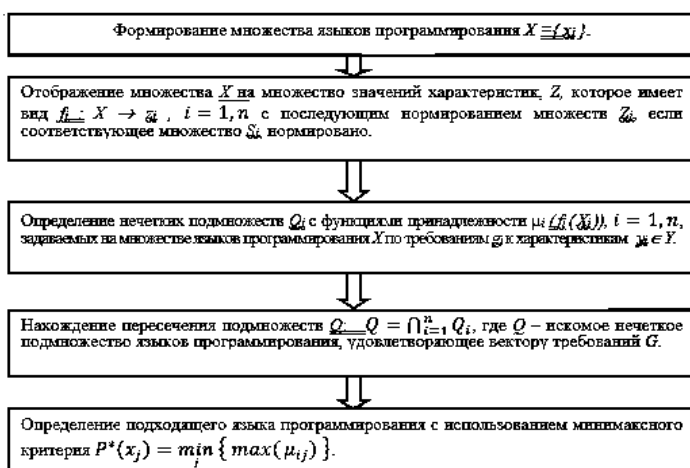 Формирование множества языков программирования X = {xⱼ}.
Отображение множества X на множество значений характеристик, Z, которое имеет
вид fᵢ : X → zᵢ , i = 1, n с последующим нормированием множеств Zᵢ, если
соответствующее множество Sᵢ нормировано.
Определение нечетких подмножеств Qᵢ с функциями принадлежности μᵢ (fᵢ(Xⱼ)), i = 1, n,
задаваемых на множестве языков программирования X по требованиям gᵢ к характеристикам yᵢ ∈ Y.
Нахождение пересечения подмножеств Q: Q = ⋂ⁿᵢ₌₁ Qᵢ, где Q – искомое нечеткое
подмножество языков программирования, удовлетворяющее вектору требований G.
Определение подходящего языка программирования с использованием минимаксного
критерия P*(xⱼ) = min j { max(μᵢⱼ) }.